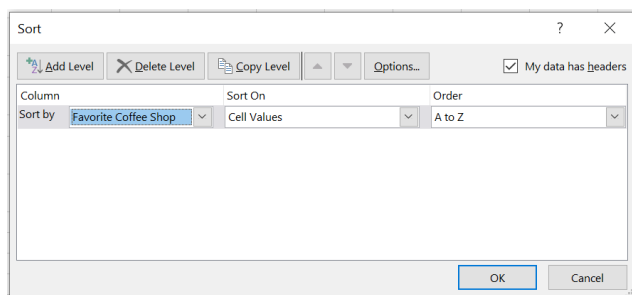 Sort ?
Add Level Delete Level Copy Level Options... My data has headers
Column Sort On Order
Sort by Favorite Coffee Shop Cell Values A to Z
OK Cancel